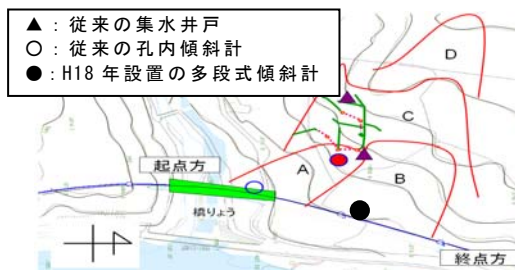 ▲：従来の集水井戸
○：従来の孔内傾斜計
●：H18年設置の多段式傾斜計
D
C
起点方
A
B
橋りょう
終点方